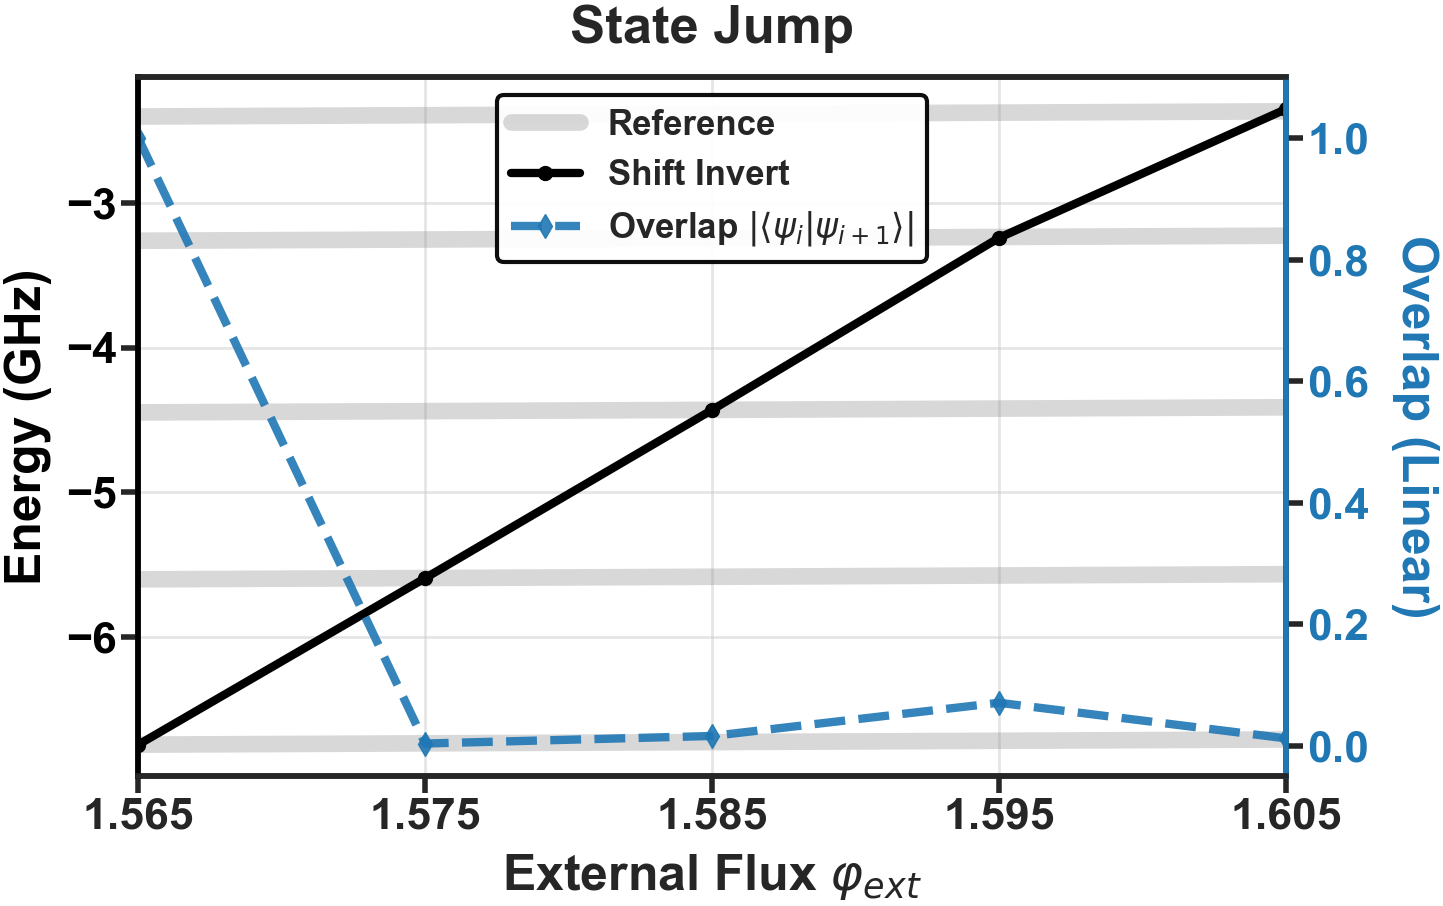 State Jump
Reference
Shift Invert
Overlap |⟨ψ_i|ψ_{i+1}⟩|
Energy (GHz)
−3
−4
−5
−6
1.0
0.8
0.6
0.4
0.2
0.0
Overlap (Linear)
1.565
1.575
1.585
1.595
1.605
External Flux φ_{ext}